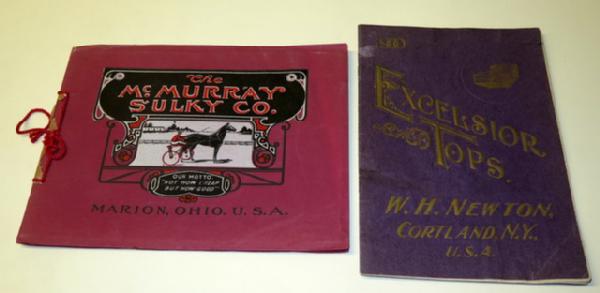 The
McMURRAY
SULKY CO.
OUR MOTTO
"NOT HOW CHEAP
BUT HOW GOOD"
MARION, OHIO, U.S.A.
EXCELSIOR
TOPS.
W. H. NEWTON,
CORTLAND, N.Y.,
U.S.A.